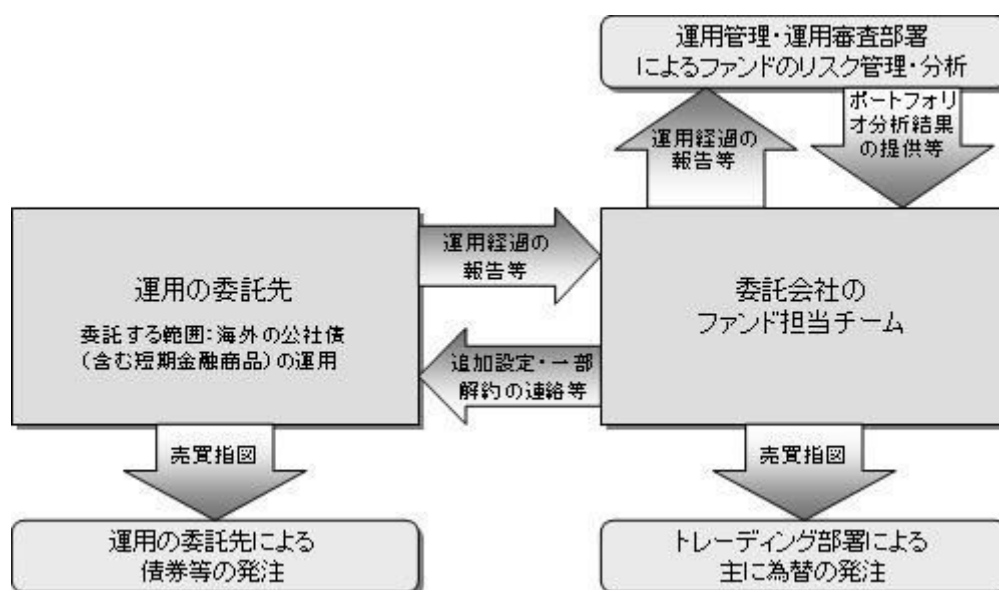 運用管理・運用審査部署
によるファンドのリスク管理・分析
運用経過の
報告等
ポートフォリ
オ分析結果
の提供等
運用の委託先
委託する範囲:海外の公社債
(含む短期金融商品)の運用
運用経過の
報告等
追加設定・一部
解約の連絡等
委託会社の
ファンド担当チーム
売買指図
売買指図
運用の委託先による
債券等の発注
トレーディング部署による
主に為替の発注